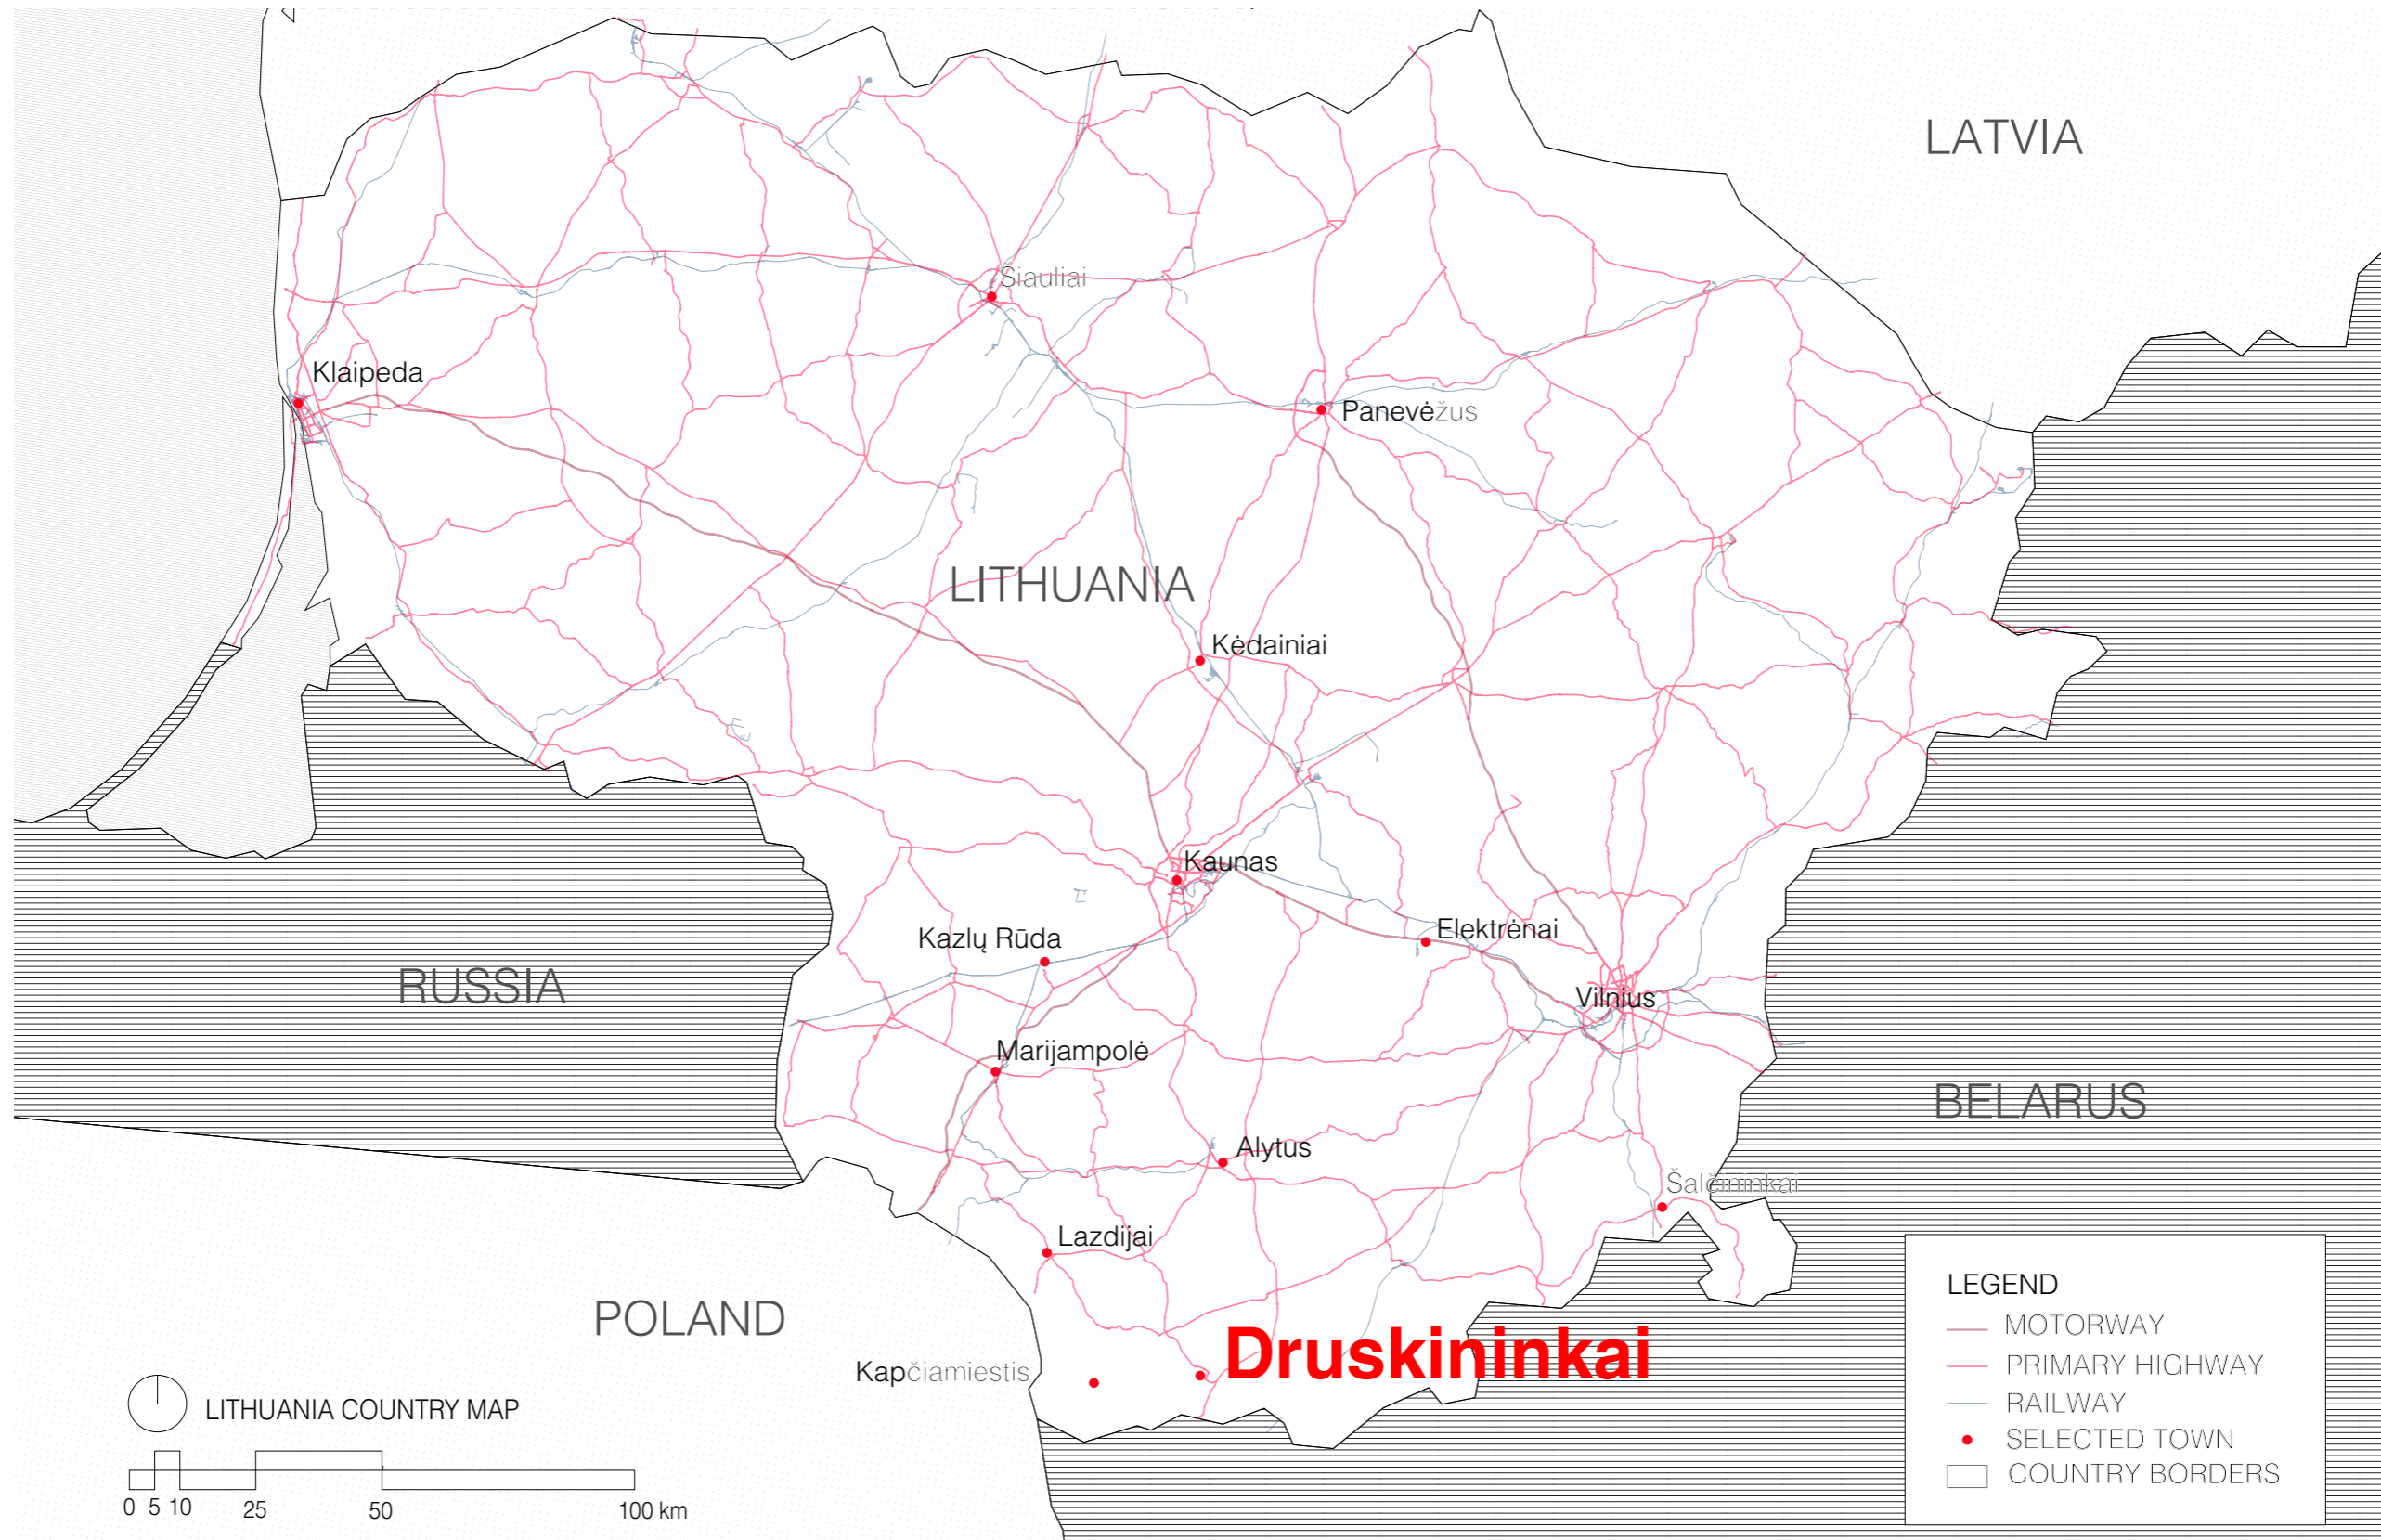 LATVIA
Šiauliai
Klaipeda
Panevėžus
LITHUANIA
Kėdainiai
Kaunas
Elektrėnai
Kazlų Rūda
RUSSIA
Vilnius
Marijampolė
BELARUS
Alytus
Šalčininkai
Lazdijai
POLAND
Druskininkai
Kapčiamiestis
LITHUANIA COUNTRY MAP
0 5 10 25 50 100 km
LEGEND
MOTORWAY
PRIMARY HIGHWAY
RAILWAY
SELECTED TOWN
COUNTRY BORDERS